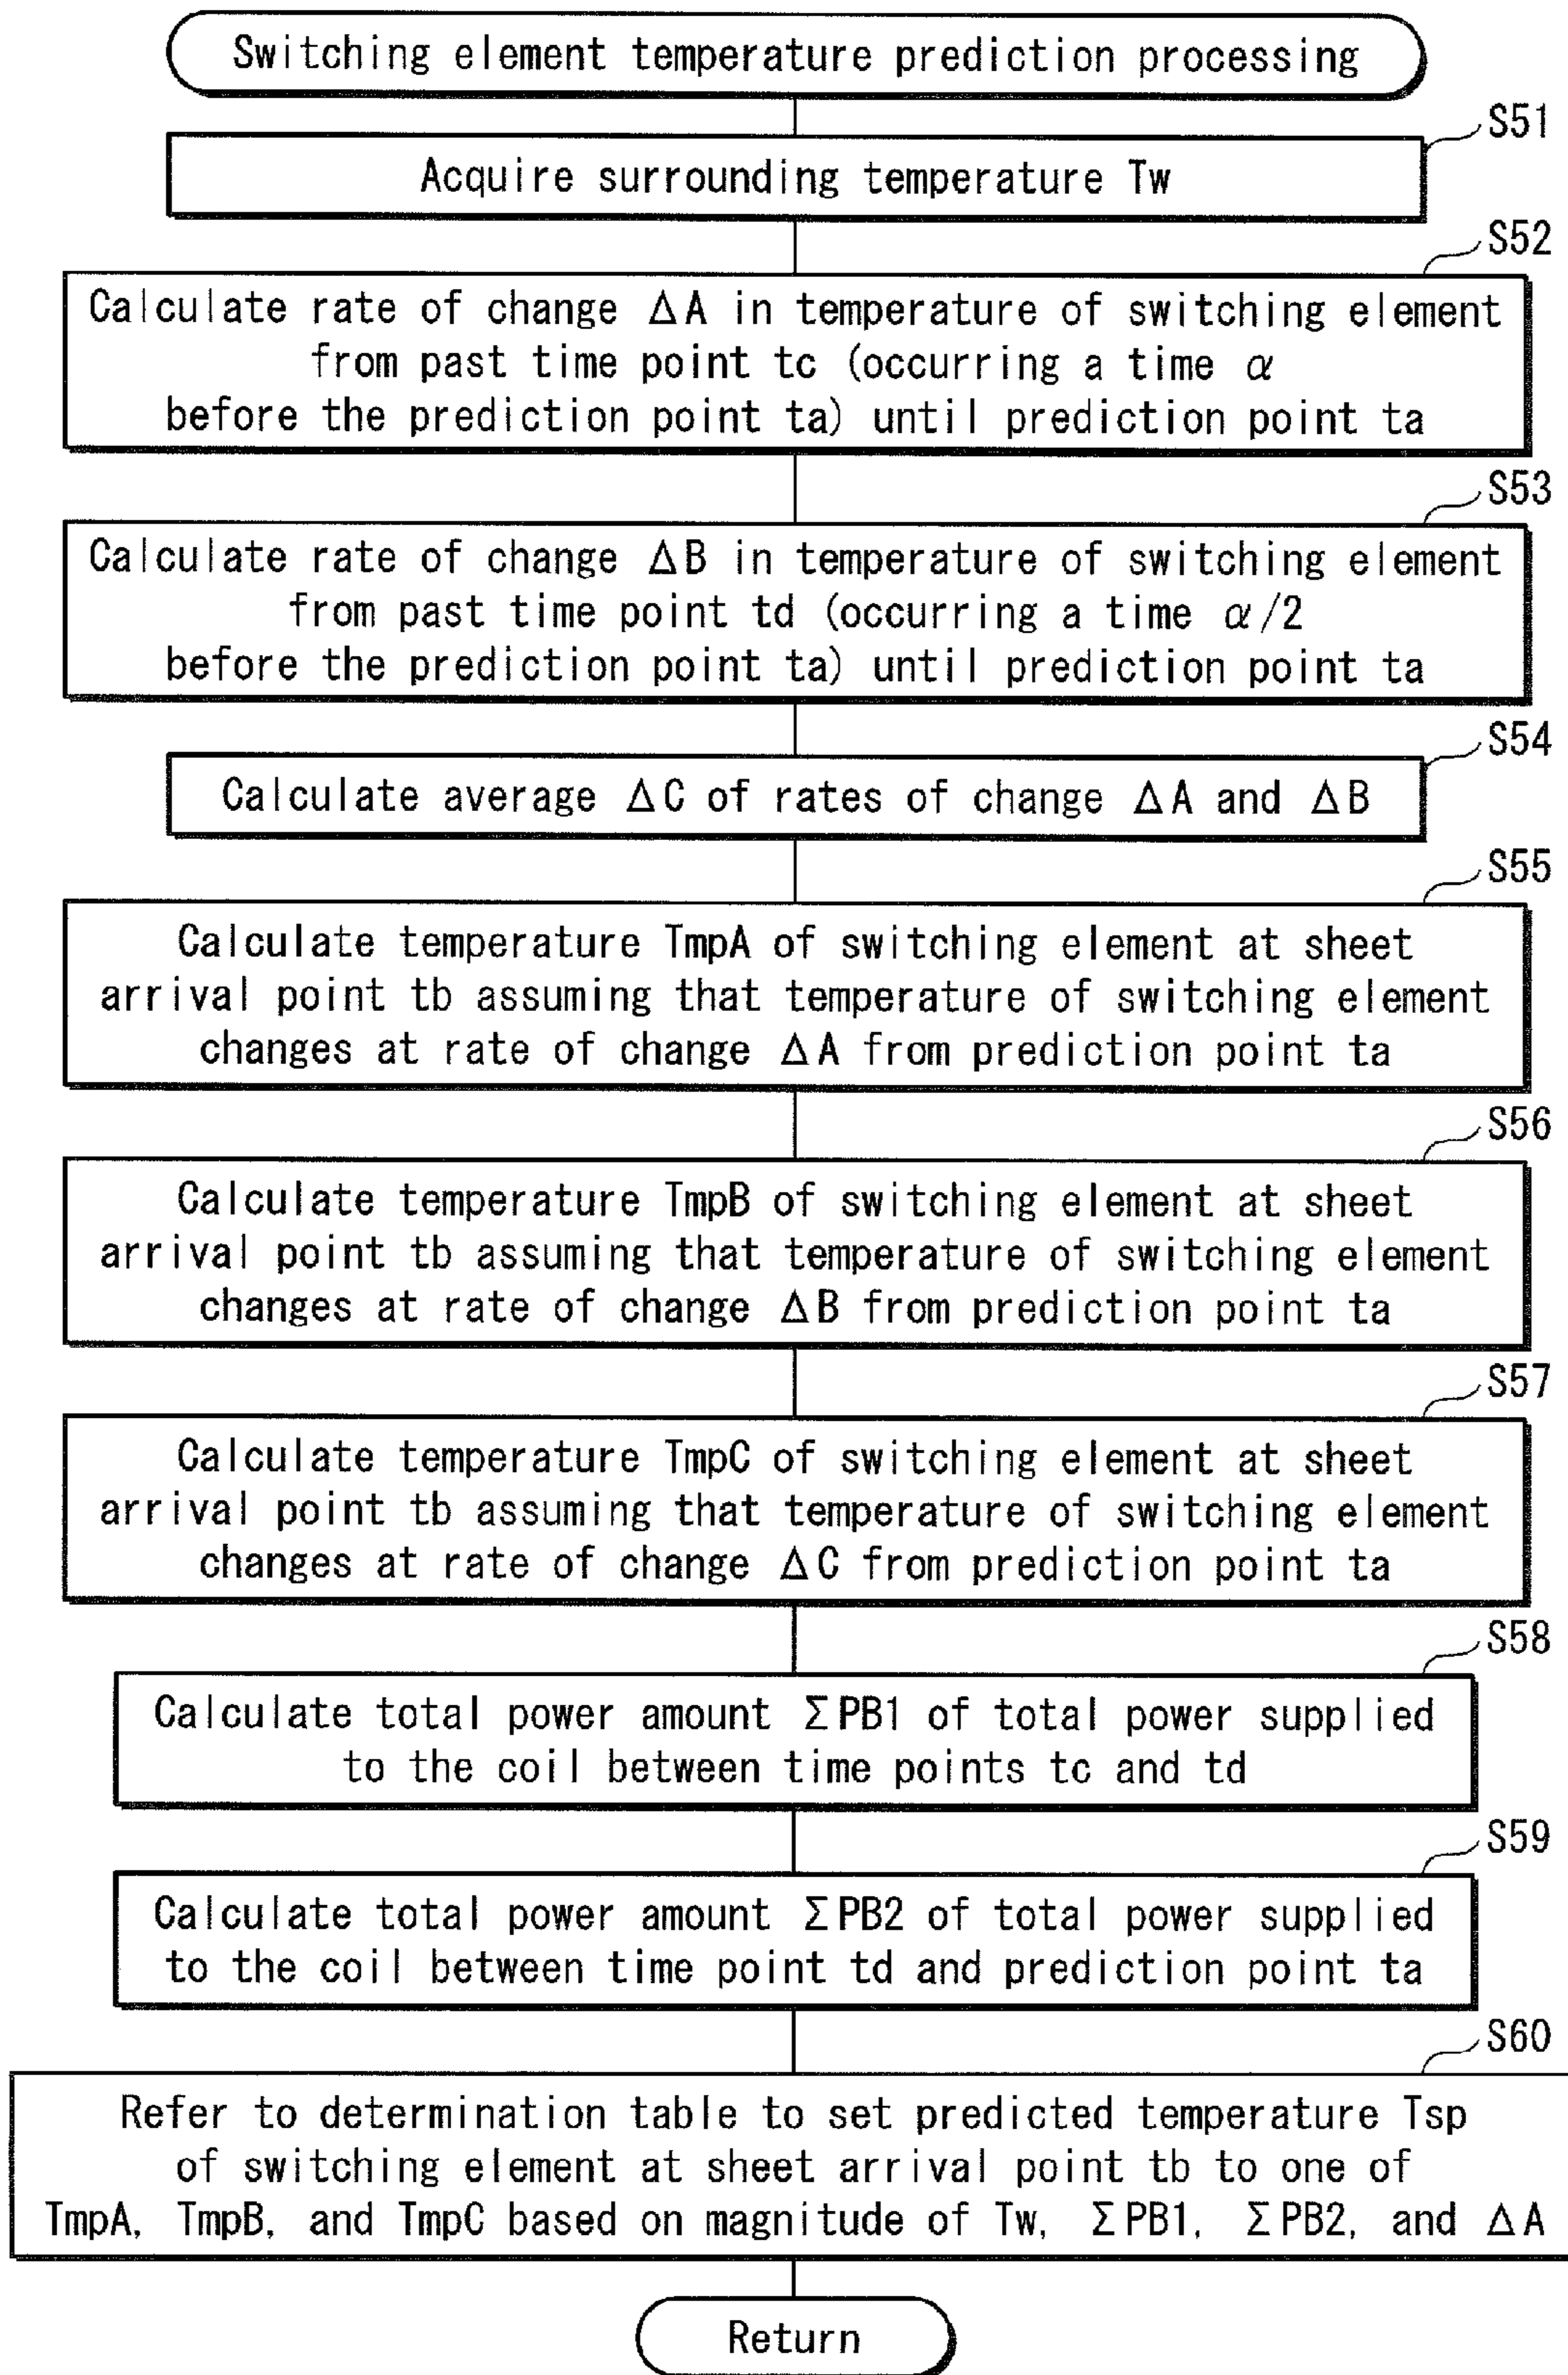 Switching element temperature prediction processing
S51
Acquire surrounding temperature Tw
S52
Calculate rate of change ΔA in temperature of switching element
from past time point tc (occurring a time α
before the prediction point ta) until prediction point ta
S53
Calculate rate of change ΔB in temperature of switching element
from past time point td (occurring a time α/2
before the prediction point ta) until prediction point ta
S54
Calculate average ΔC of rates of change ΔA and ΔB
S55
Calculate temperature TmpA of switching element at sheet
arrival point tb assuming that temperature of switching element
changes at rate of change ΔA from prediction point ta
S56
Calculate temperature TmpB of switching element at sheet
arrival point tb assuming that temperature of switching element
changes at rate of change ΔB from prediction point ta
S57
Calculate temperature TmpC of switching element at sheet
arrival point tb assuming that temperature of switching element
changes at rate of change ΔC from prediction point ta
S58
Calculate total power amount ΣPB1 of total power supplied
to the coil between time points tc and td
S59
Calculate total power amount ΣPB2 of total power supplied
to the coil between time point td and prediction point ta
S60
Refer to determination table to set predicted temperature Tsp
of switching element at sheet arrival point tb to one of
TmpA, TmpB, and TmpC based on magnitude of Tw, ΣPB1, ΣPB2, and ΔA
Return